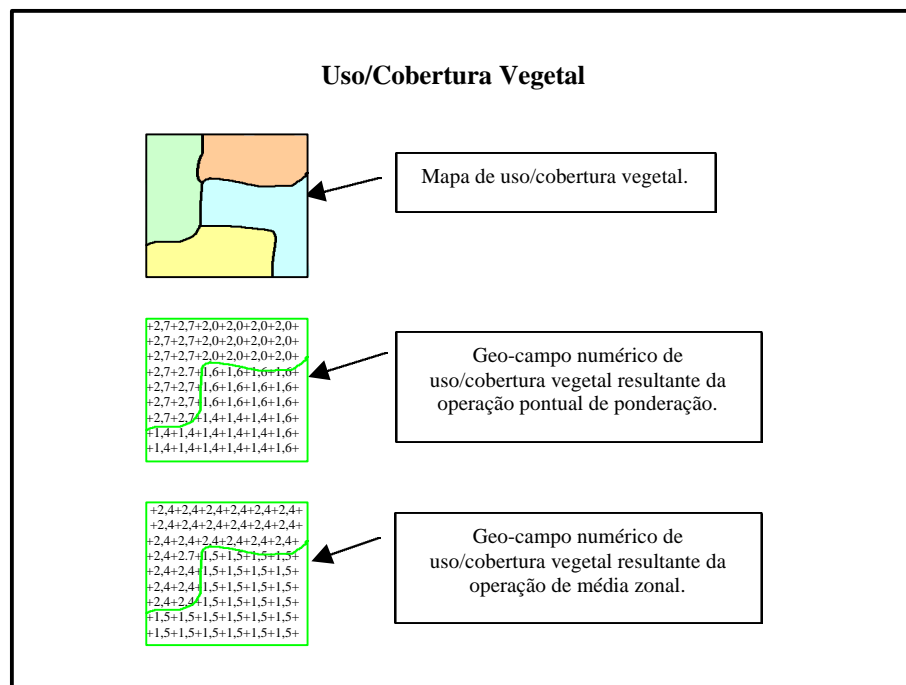 Uso/Cobertura Vegetal
Mapa de uso/cobertura vegetal.
+2,7+2,7+2,0+2,0+2,0+2,0+
+2,7+2,7+2,0+2,0+2,0+2,0+
+2,7+2,7+2,0+2,0+2,0+2,0+
+2,7+2.7+1,6+1,6+1,6+1,6+
+2,7+2,7+1,6+1,6+1,6+1,6+
+2,7+2,7+1,6+1,6+1,6+1,6+
+2,7+2,7+1,4+1,4+1,4+1,6+
+1,4+1,4+1,4+1,4+1,4+1,6+
+1,4+1,4+1,4+1,4+1,4+1,6+
Geo-campo numérico de
uso/cobertura vegetal resultante da
operação pontual de ponderação.
+2,4+2,4+2,4+2,4+2,4+2,4+
+2,4+2,4+2,4+2,4+2,4+2,4+
+2,4+2,4+2,4+2,4+2,4+2,4+
+2,4+2.7+1,5+1,5+1,5+1,5+
+2,4+2,4+1,5+1,5+1,5+1,5+
+2,4+2,4+1,5+1,5+1,5+1,5+
+2,4+2,4+1,5+1,5+1,5+1,5+
+1,5+1,5+1,5+1,5+1,5+1,5+
+1,5+1,5+1,5+1,5+1,5+1,5+
Geo-campo numérico de
uso/cobertura vegetal resultante da
operação de média zonal.